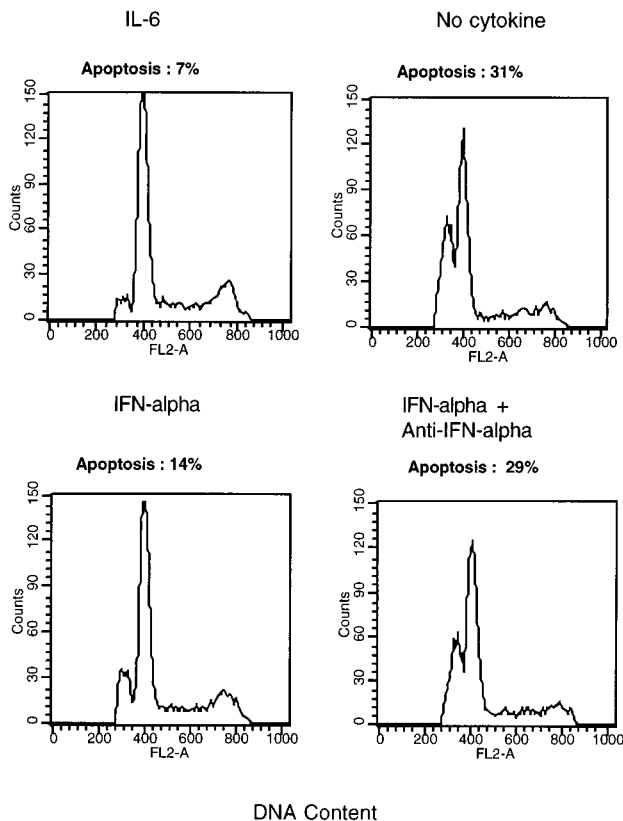 IL-6
Apoptosis : 7%
150
120
90
60
30
0
Counts
0 200 400 600 800 1000
FL2-A
No cytokine
Apoptosis : 31%
150
120
90
60
30
0
Counts
0 200 400 600 800 1000
FL2-A
IFN-alpha
Apoptosis : 14%
150
120
90
60
30
0
Counts
0 200 400 600 800 1000
FL2-A
IFN-alpha +
Anti-IFN-alpha
Apoptosis : 29%
150
120
90
60
30
0
Counts
0 200 400 600 800 1000
FL2-A
DNA Content